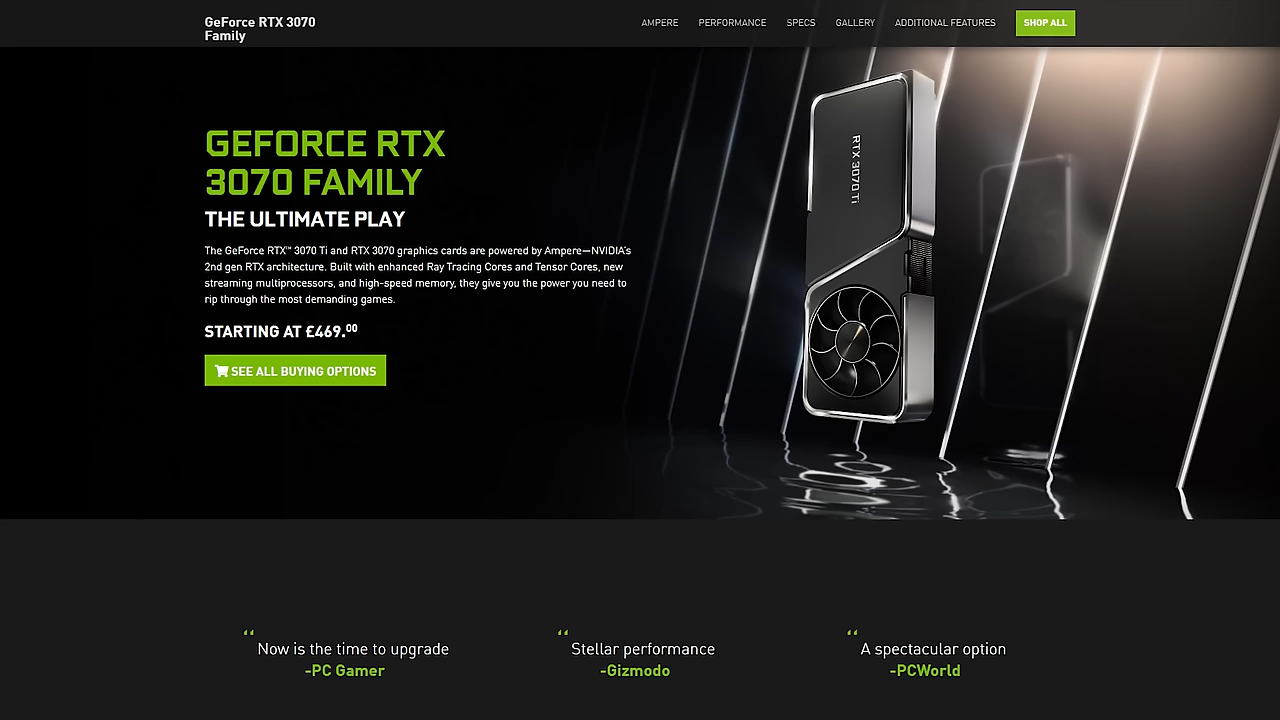 GeForce RTX 3070
Family
AMPERE
PERFORMANCE
SPECS
GALLERY
ADDITIONAL FEATURES
SHOP ALL
GEFORCE RTX
3070 FAMILY
THE ULTIMATE PLAY
The GeForce RTX™ 3070 Ti and RTX 3070 graphics cards are powered by Ampere—NVIDIA's
2nd gen RTX architecture. Built with enhanced Ray Tracing Cores and Tensor Cores, new
streaming multiprocessors, and high-speed memory, they give you the power you need to
rip through the most demanding games.
STARTING AT £469.00
SEE ALL BUYING OPTIONS
RTX 3070 Ti
“ Now is the time to upgrade
-PC Gamer
“ Stellar performance
-Gizmodo
“ A spectacular option
-PCWorld